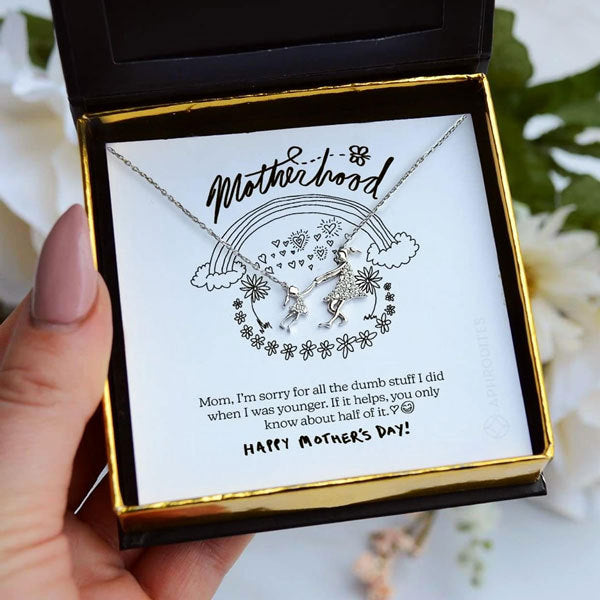 Motherhood
Mom, I'm sorry for all the dumb stuff I did
when I was younger. If it helps, you only
know about half of it.♡😄
HAPPY MOTHER'S DAY!
APHRODITES